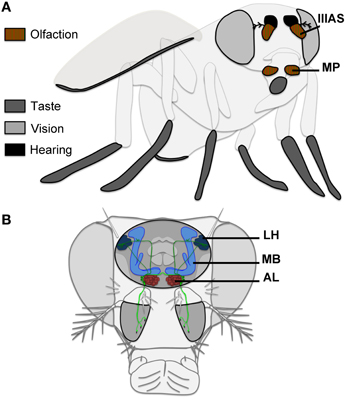 A
Olfaction
IIIAS
MP
Taste
Vision
Hearing
B
LH
MB
AL